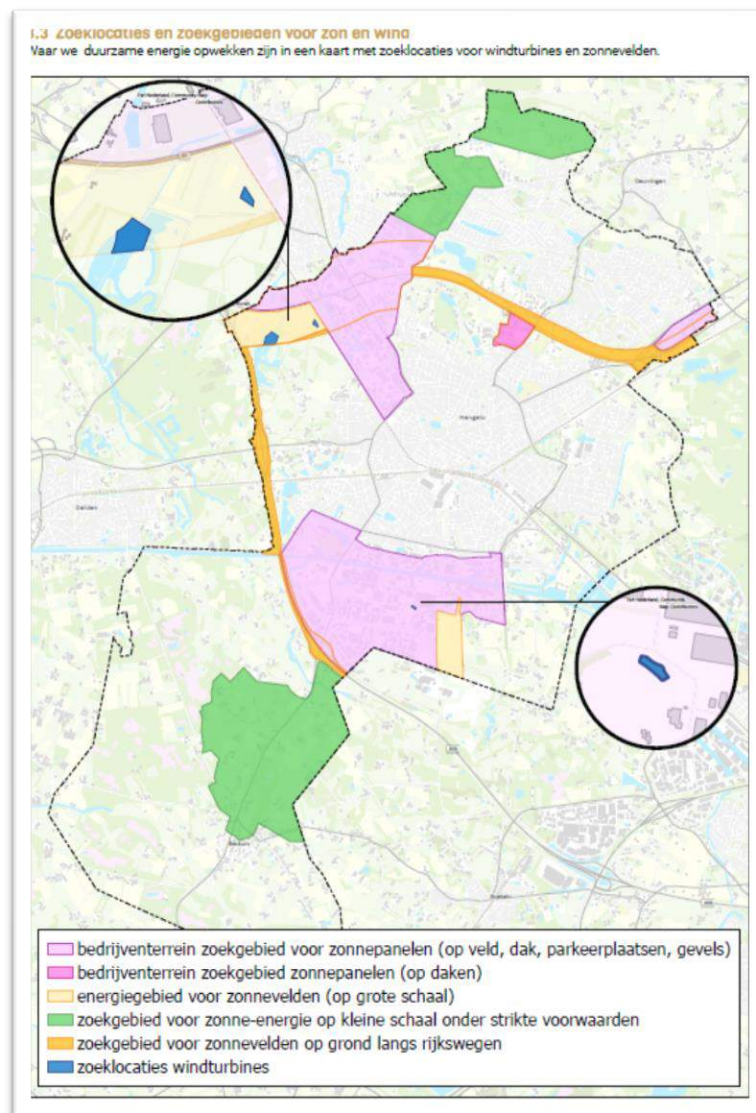 1.3 Zoeklocaties en zoekgebieden voor zon en wind
Waar we duurzame energie opwekken zijn in een kaart met zoeklocaties voor windturbines en zonnevelden.
Deurningen
Hengelo
Delden
Beckum
bedrijventerrein zoekgebied voor zonnepanelen (op veld, dak, parkeerplaatsen, gevels)
bedrijventerrein zoekgebied zonnepanelen (op daken)
energiegebied voor zonnevelden (op grote schaal)
zoekgebied voor zonne-energie op kleine schaal onder strikte voorwaarden
zoekgebied voor zonnevelden op grond langs rijkswegen
zoeklocaties windturbines